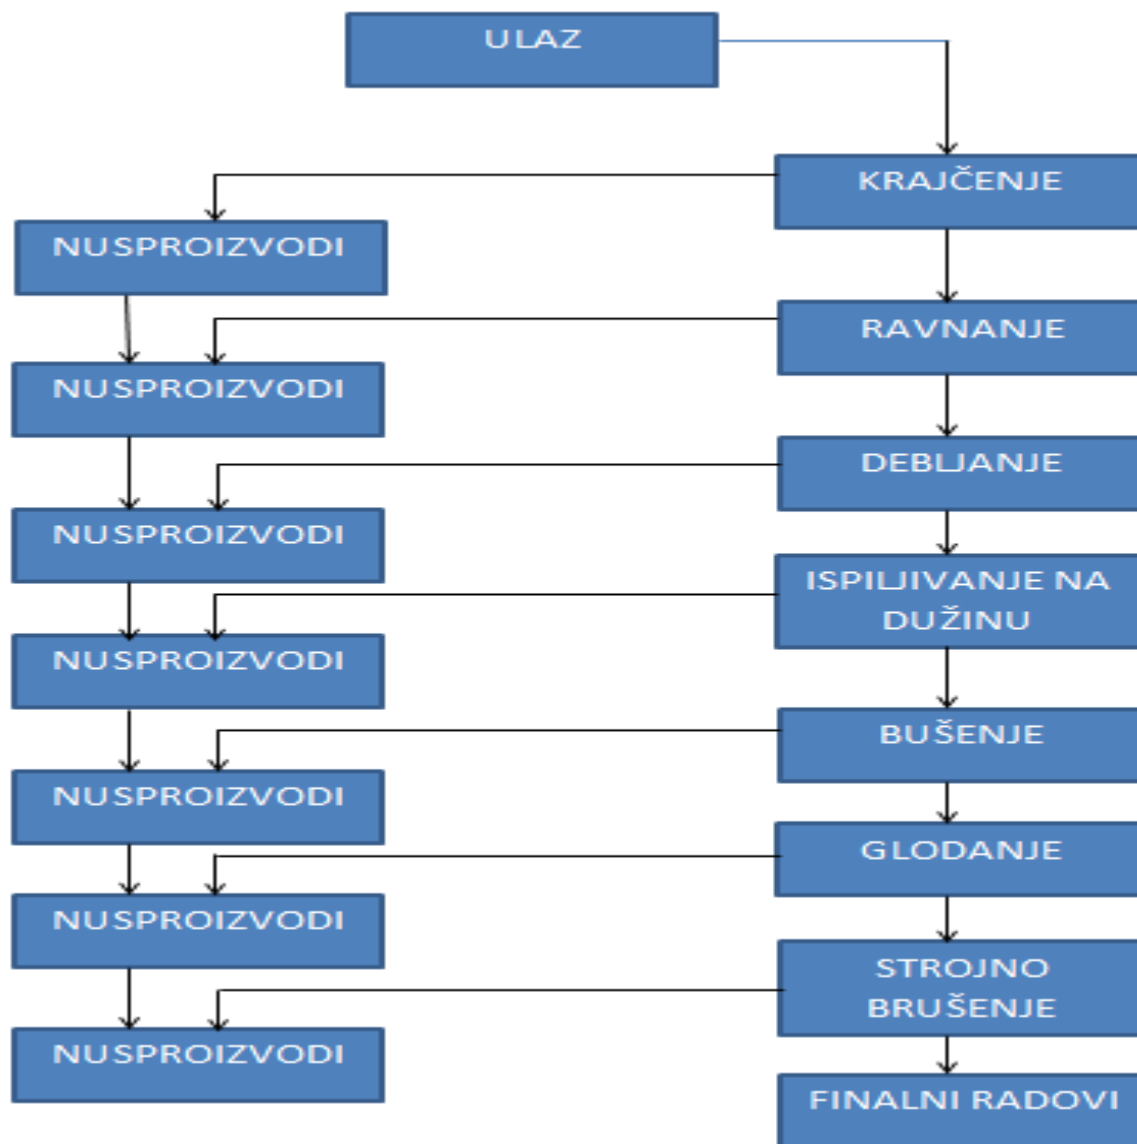 ULAZ
KRAJČENJE
NUSPROIZVODI
RAVNANJE
NUSPROIZVODI
DEBLJANJE
NUSPROIZVODI
ISPILJIVANJE NA
DUŽINU
NUSPROIZVODI
BUŠENJE
NUSPROIZVODI
GLODANJE
NUSPROIZVODI
STROJNO
BRUŠENJE
NUSPROIZVODI
FINALNI RADOVI